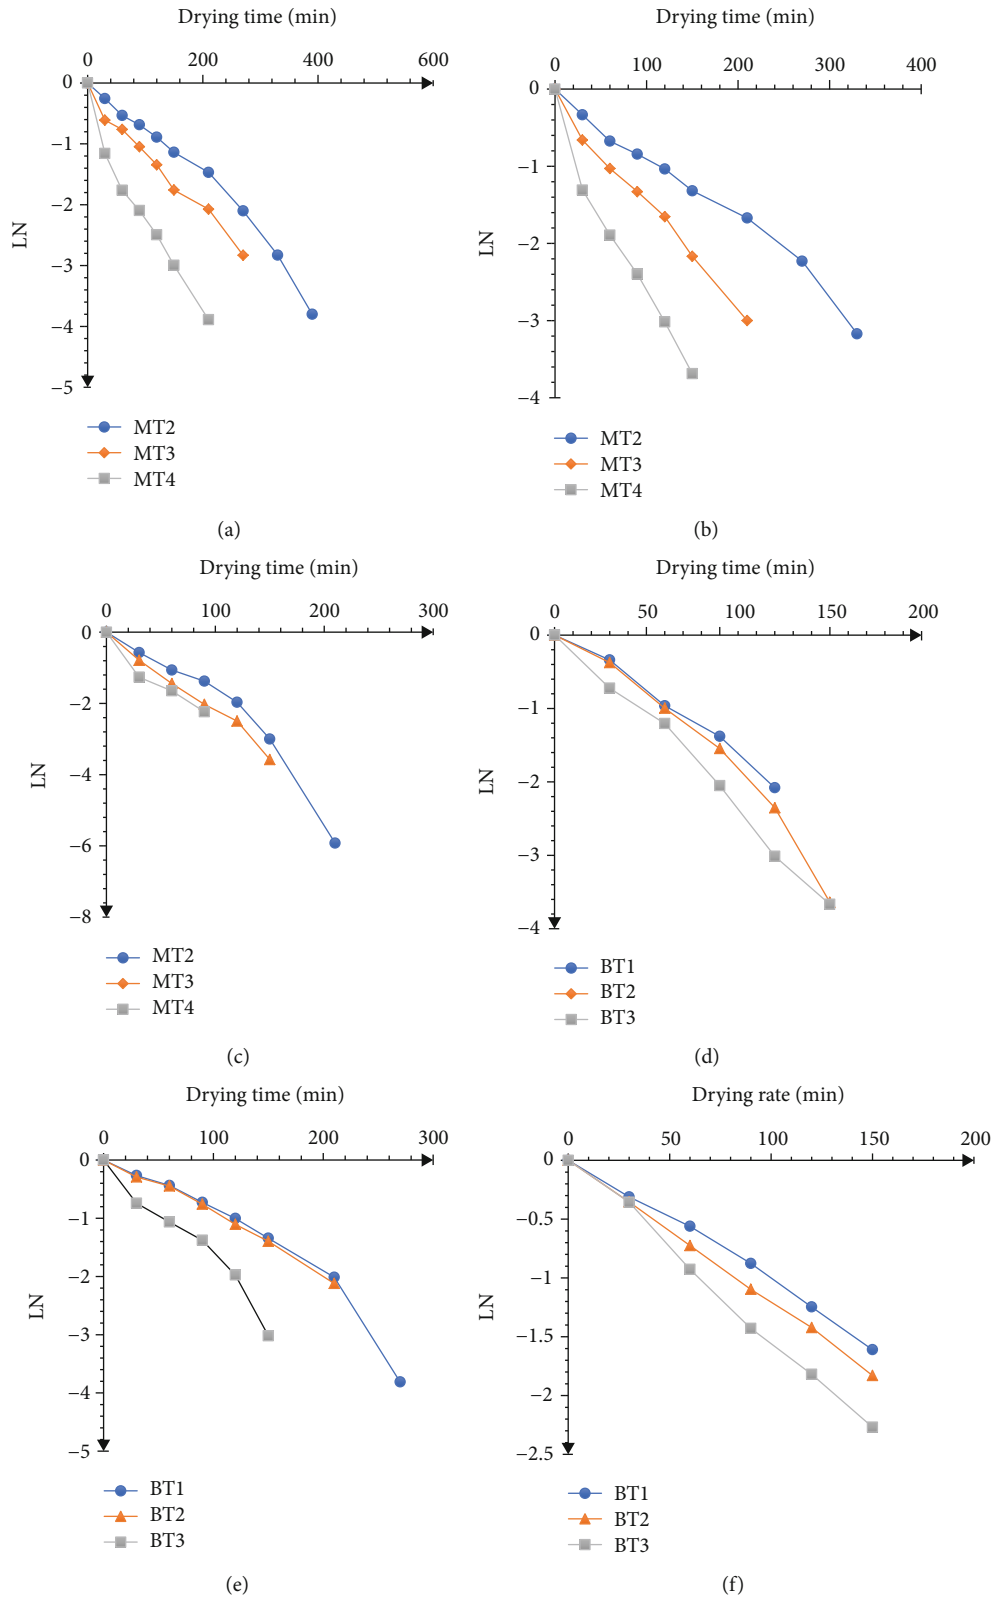 Drying time (min)
0 200 400 600
0
−1
−2
−3
−4
−5
LN
MT2
MT3
MT4
(a)
Drying time (min)
0 100 200 300 400
0
−1
−2
−3
−4
LN
MT2
MT3
MT4
(b)
Drying time (min)
0 100 200 300
0
−2
−4
−6
−8
LN
MT2
MT3
MT4
(c)
Drying time (min)
0 50 100 150 200
0
−1
−2
−3
−4
LN
BT1
BT2
BT3
(d)
Drying time (min)
0 100 200 300
0
−1
−2
−3
−4
−5
LN
BT1
BT2
BT3
(e)
Drying rate (min)
0 50 100 150 200
0
−0.5
−1
−1.5
−2
−2.5
LN
BT1
BT2
BT3
(f)